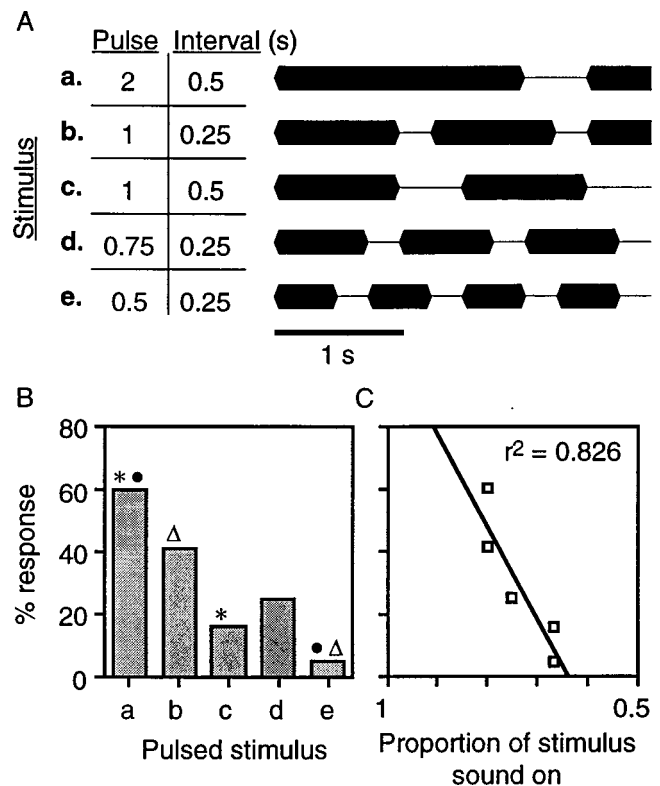 A
Pulse Interval (s)
Stimulus
a. 2 0.5
b. 1 0.25
c. 1 0.5
d. 0.75 0.25
e. 0.5 0.25
1 s
B
% response
80
60
40
20
0
* ●
Δ
*
● Δ
a b c d e
Pulsed stimulus
C
r² = 0.826
1 0.5
Proportion of stimulus
sound on